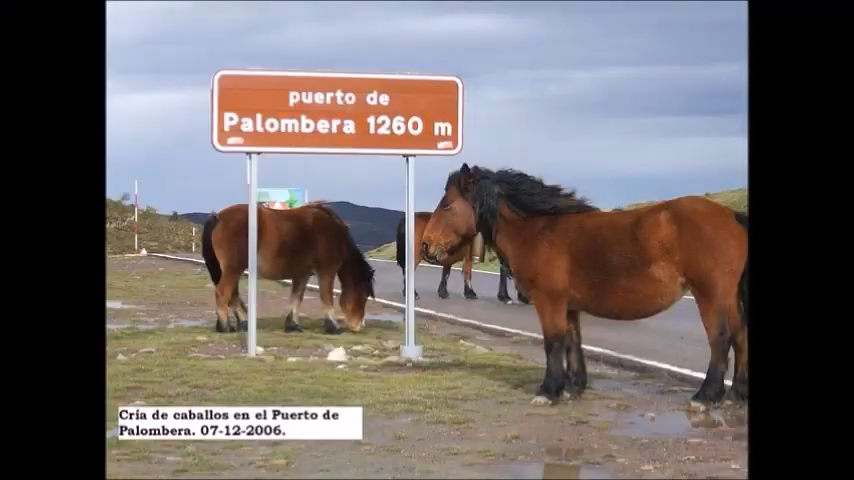 puerto de
Palombera 1260 m
Cría de caballos en el Puerto de
Palombera. 07-12-2006.